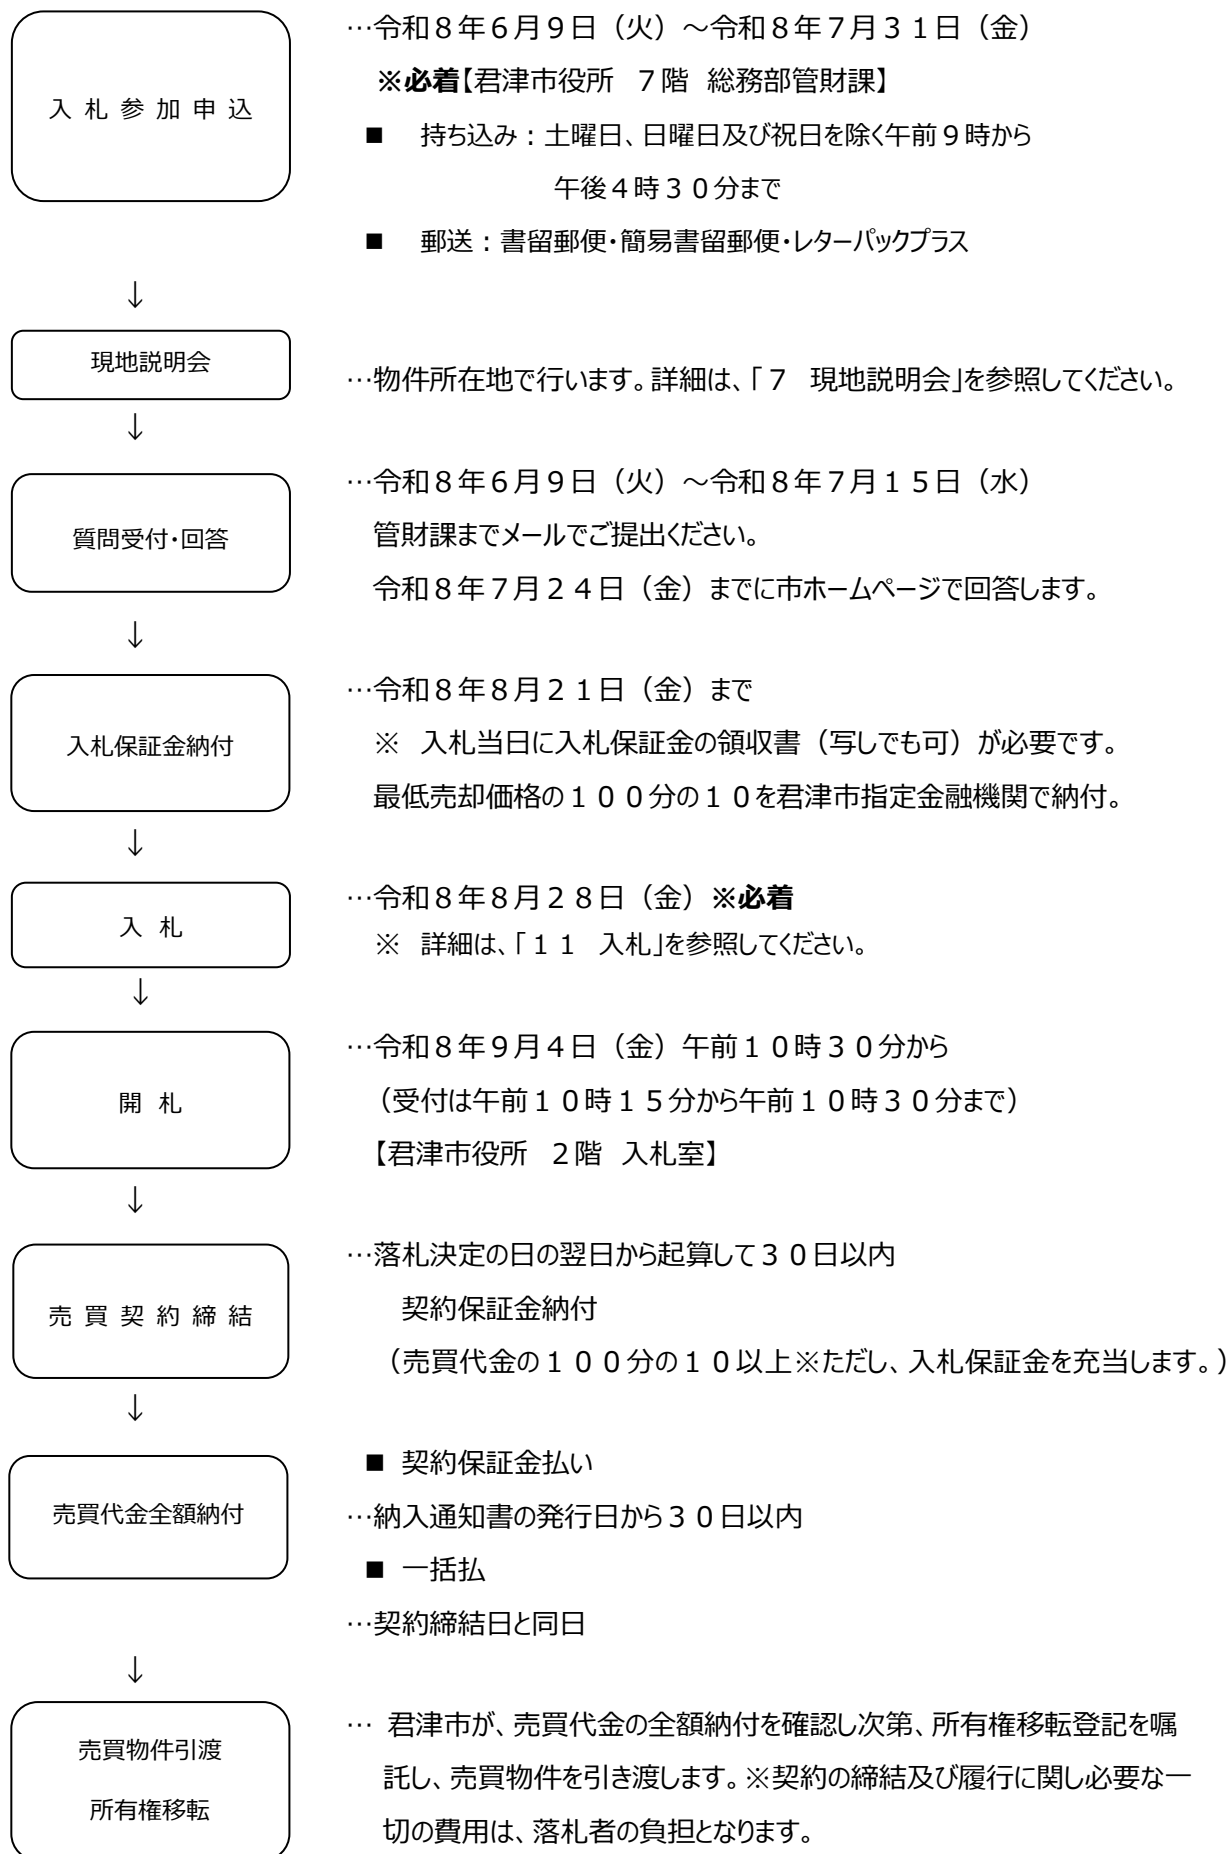 入札参加申込
…令和8年6月9日（火）～令和8年7月31日（金）
※必着【君津市役所 7階 総務部管財課】
■ 持ち込み：土曜日、日曜日及び祝日を除く午前9時から
午後4時30分まで
■ 郵送：書留郵便・簡易書留郵便・レターパックプラス
↓
現地説明会
…物件所在地で行います。詳細は、「7 現地説明会」を参照してください。
↓
質問受付・回答
…令和8年6月9日（火）～令和8年7月15日（水）
管財課までメールでご提出ください。
令和8年7月24日（金）までに市ホームページで回答します。
↓
入札保証金納付
…令和8年8月21日（金）まで
※ 入札当日に入札保証金の領収書（写しでも可）が必要です。
最低売却価格の100分の10を君津市指定金融機関で納付。
↓
入 札
…令和8年8月28日（金）※必着
※ 詳細は、「11 入札」を参照してください。
↓
開 札
…令和8年9月4日（金）午前10時30分から
（受付は午前10時15分から午前10時30分まで）
【君津市役所 2階 入札室】
↓
売買契約締結
…落札決定の日の翌日から起算して30日以内
契約保証金納付
（売買代金の100分の10以上※ただし、入札保証金を充当します。）
↓
売買代金全額納付
■ 契約保証金払い
…納入通知書の発行日から30日以内
■ 一括払
…契約締結日と同日
↓
売買物件引渡
所有権移転
… 君津市が、売買代金の全額納付を確認し次第、所有権移転登記を嘱
託し、売買物件を引き渡します。※契約の締結及び履行に関し必要な一
切の費用は、落札者の負担となります。